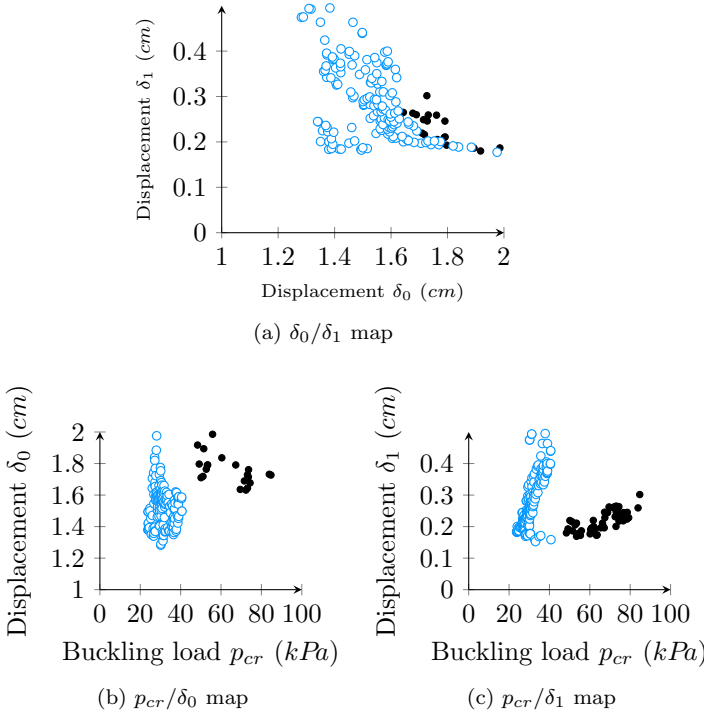 Displacement δ1 (cm)
0.4
0.3
0.2
0.1
0
1 1.2 1.4 1.6 1.8 2
Displacement δ0 (cm)
(a) δ0/δ1 map
Displacement δ0 (cm)
2
1.8
1.6
1.4
1.2
1
0 20 40 60 80 100
Buckling load pcr (kPa)
(b) pcr/δ0 map
Displacement δ1 (cm)
0.4
0.3
0.2
0.1
0
0 20 40 60 80 100
Buckling load pcr (kPa)
(c) pcr/δ1 map